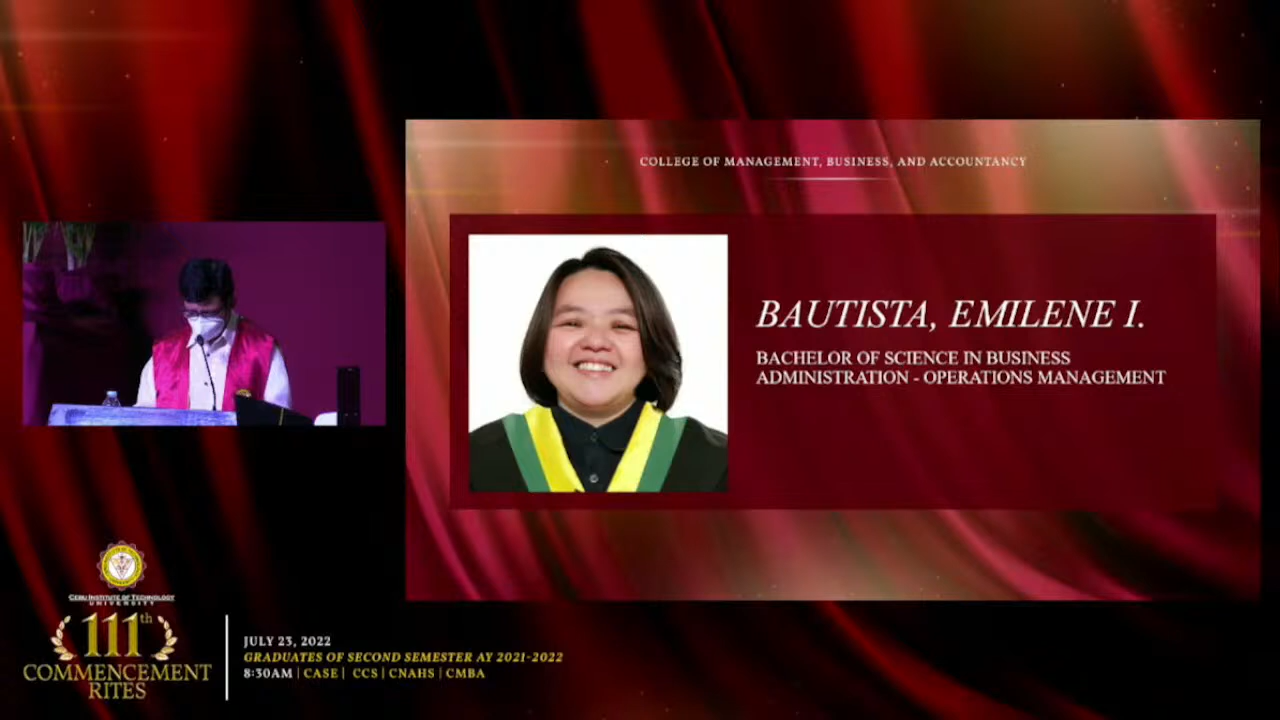 COLLEGE OF MANAGEMENT, BUSINESS, AND ACCOUNTANCY
BAUTISTA, EMILENE I.
BACHELOR OF SCIENCE IN BUSINESS
ADMINISTRATION - OPERATIONS MANAGEMENT
CEBU INSTITUTE OF TECHNOLOGY
UNIVERSITY
111th
COMMENCEMENT
RITES
JULY 23, 2022
GRADUATES OF SECOND SEMESTER AY 2021-2022
8:30AM | CASE | CCS | CNAHS | CMBA